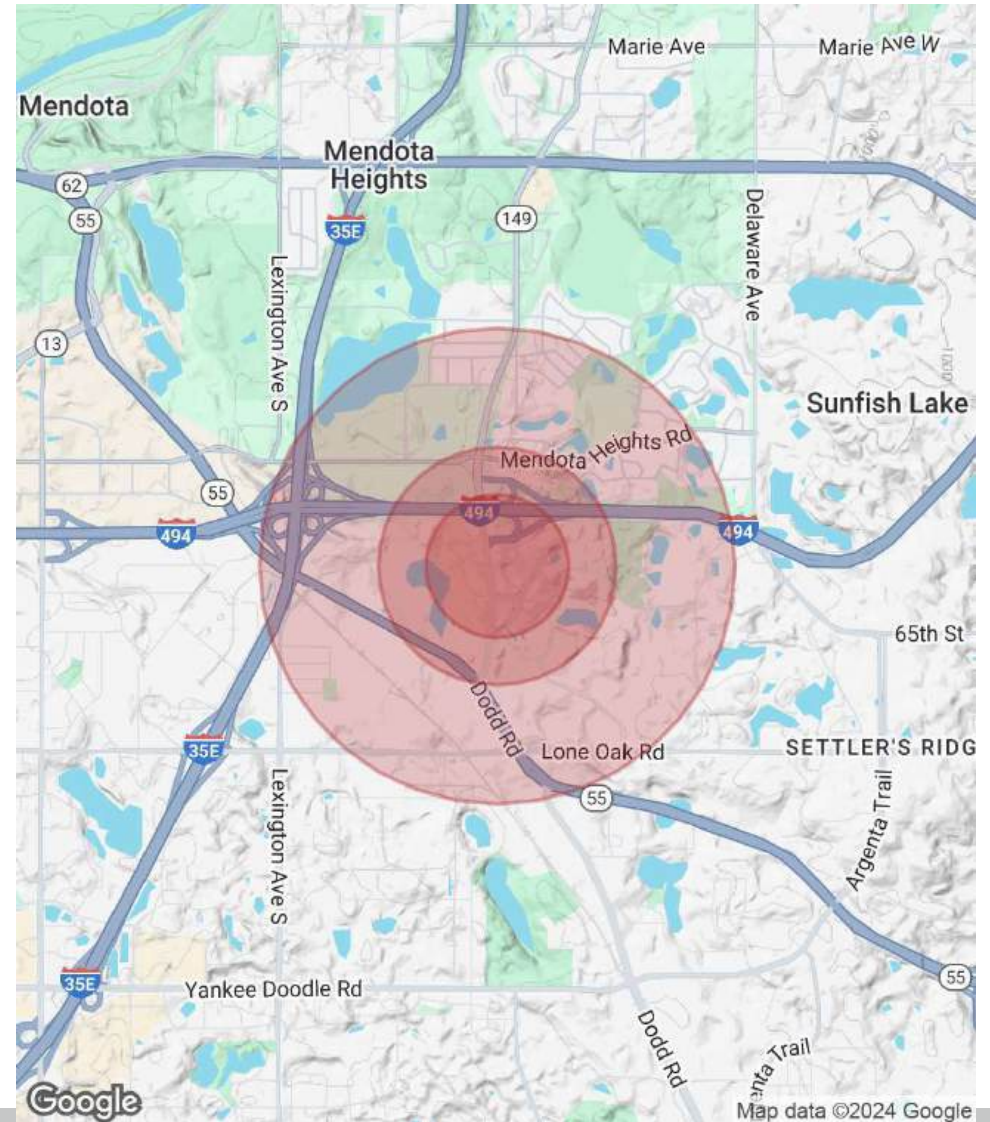 Marie Ave
Marie Ave W
Mendota
Mendota
Heights
62
55
149
35E
Delaware Ave
Lexington Ave S
13
Sunfish Lake
Mendota Heights Rd
55
494
494
494
65th St
Dodd Rd
Lone Oak Rd
35E
SETTLER'S RIDG
55
Argenta Trail
Lexington Ave S
35E
Yankee Doodle Rd
55
Dodd Rd
enta Trail
Google
Map data ©2024 Google